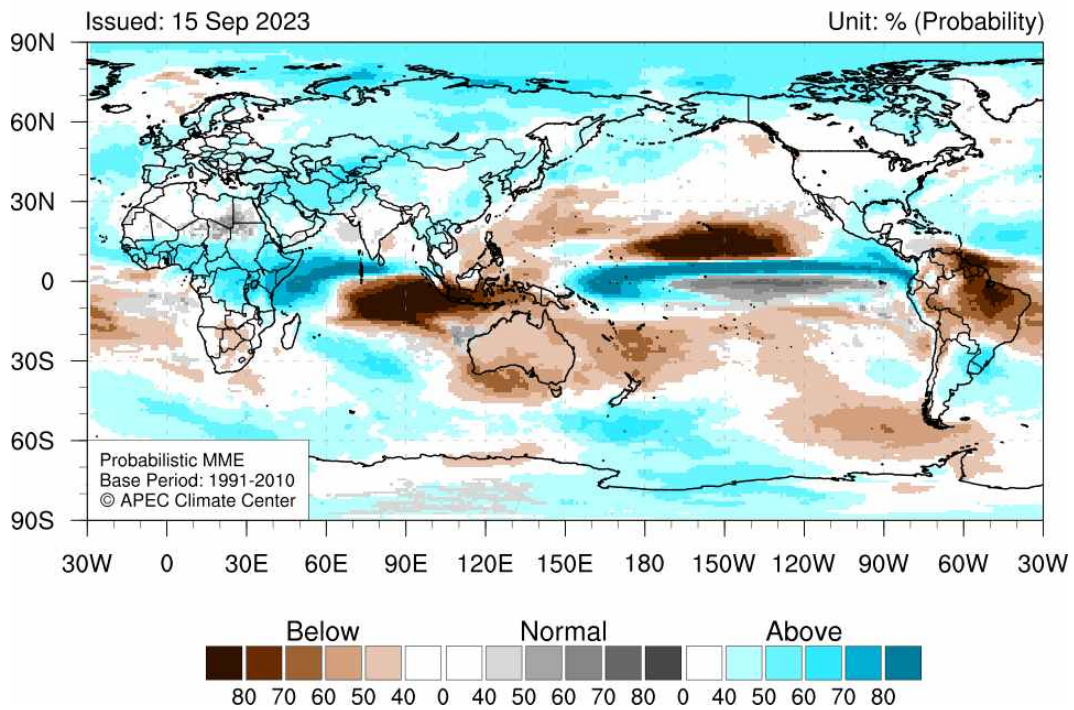 Issued: 15 Sep 2023 Unit: % (Probability)
90N
60N
30N
0
30S
60S
90S
Probabilistic MME
Base Period: 1991-2010
© APEC Climate Center
30W 0 30E 60E 90E 120E 150E 180 150W 120W 90W 60W 30W
Below Normal Above
80 70 60 50 40 0 40 50 60 70 80 0 40 50 60 70 80